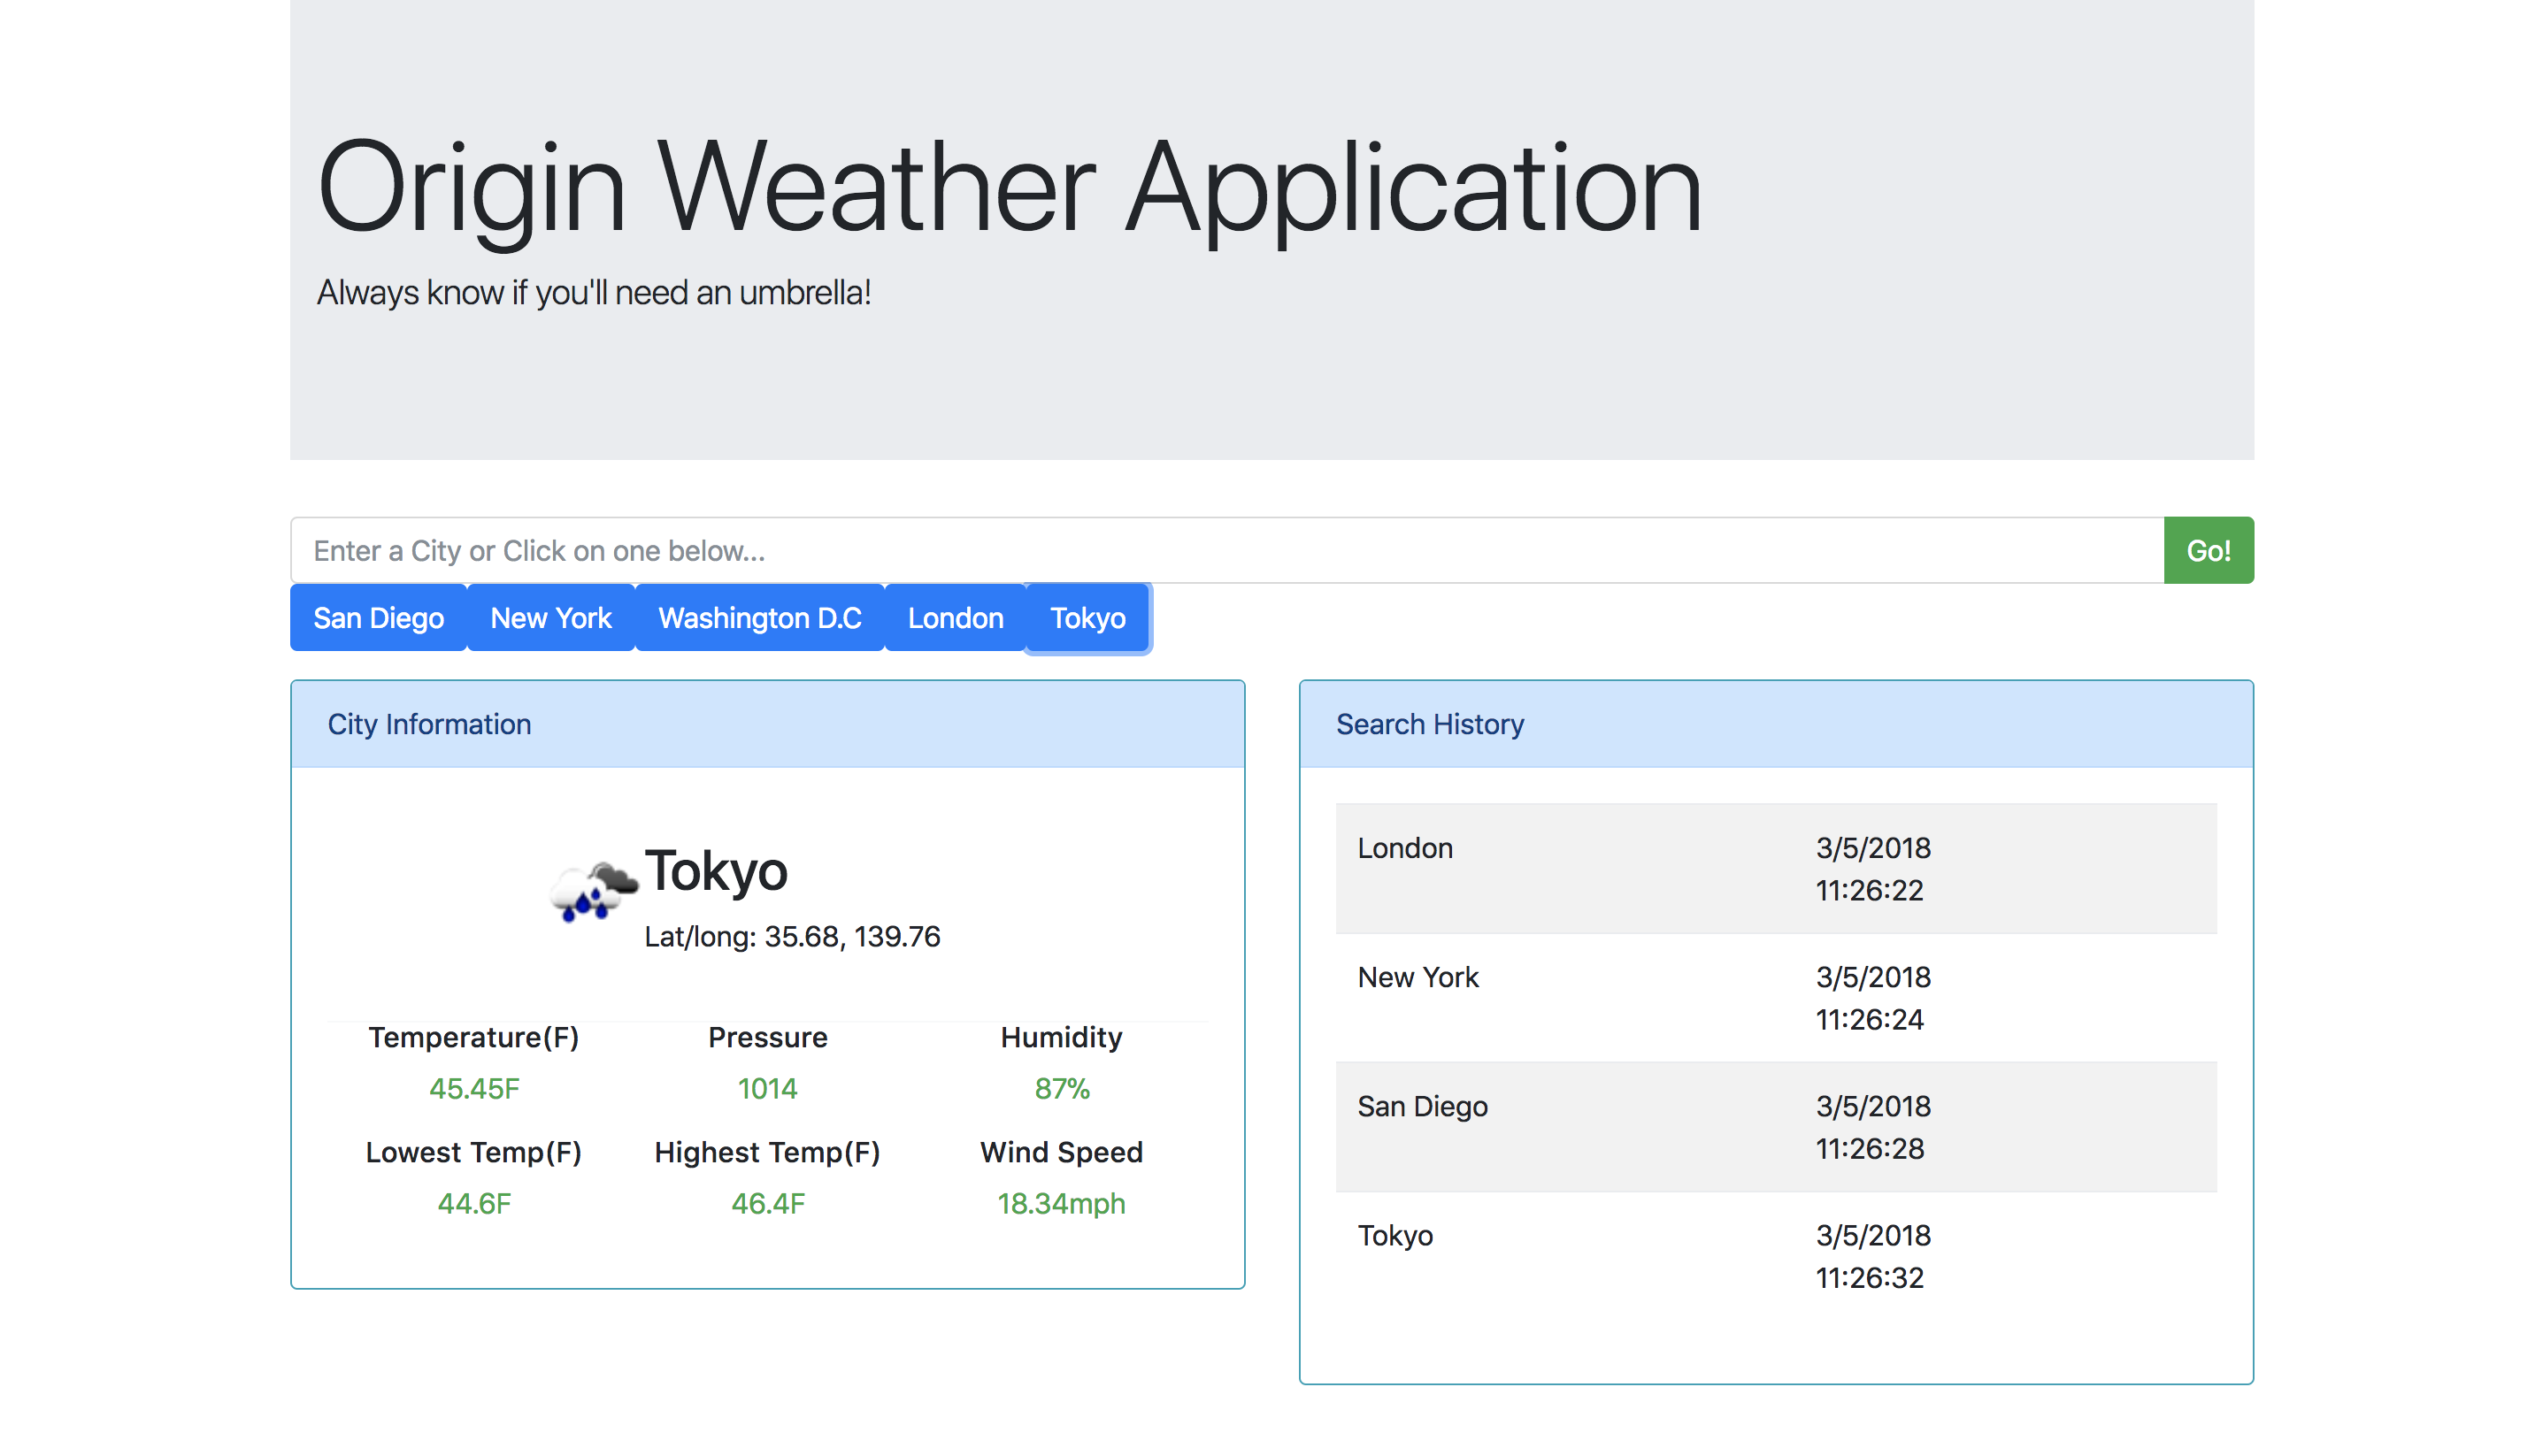 Origin Weather Application
Always know if you'll need an umbrella!
Enter a City or Click on one below...
Go!
San Diego New York Washington D.C London Tokyo
City Information
Tokyo
Lat/long: 35.68, 139.76
Temperature(F) Pressure Humidity
45.45F 1014 87%
Lowest Temp(F) Highest Temp(F) Wind Speed
44.6F 46.4F 18.34mph
Search History
London 3/5/2018
11:26:22
New York 3/5/2018
11:26:24
San Diego 3/5/2018
11:26:28
Tokyo 3/5/2018
11:26:32